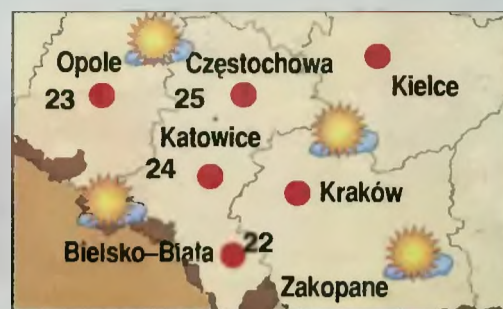 Opole
Częstochowa
Kielce
23
25
Katowice
24
Kraków
Bielsko–Biała
22
Zakopane